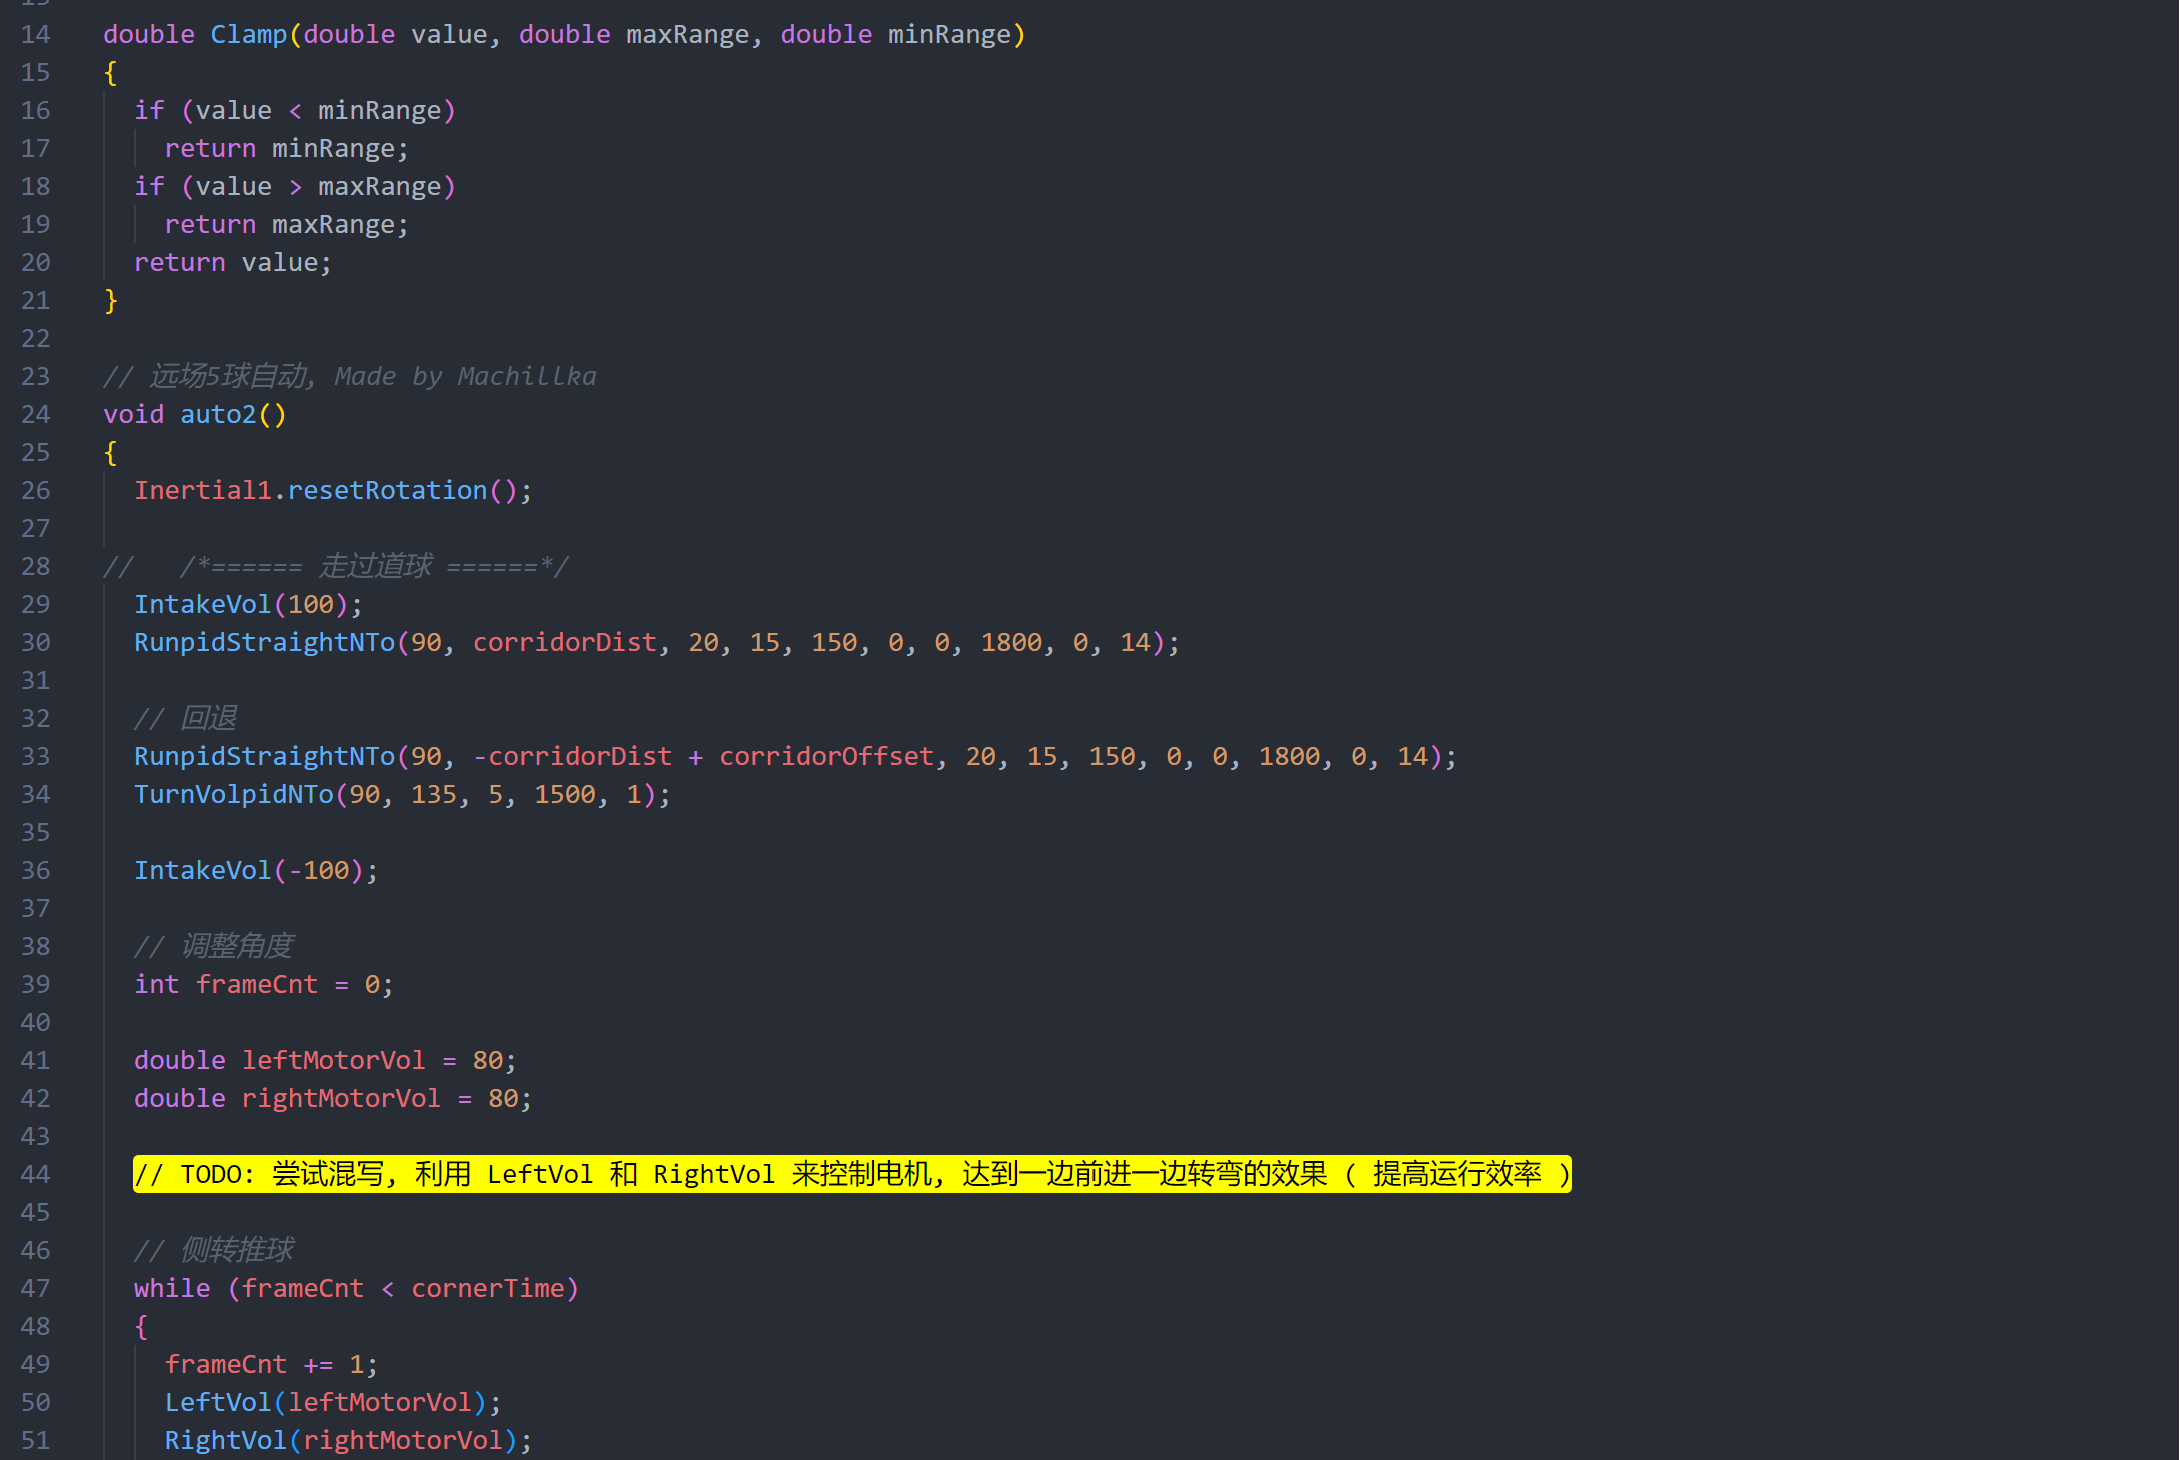 14 double Clamp(double value, double maxRange, double minRange)
15 {
16 if (value < minRange)
17 return minRange;
18 if (value > maxRange)
19 return maxRange;
20 return value;
21 }
22
23 // 远场5球自动, Made by Machillka
24 void auto2()
25 {
26 Inertial1.resetRotation();
27
28 // /*====== 走过道球 ======*/
29 IntakeVol(100);
30 RunpidStraightNTo(90, corridorDist, 20, 15, 150, 0, 0, 1800, 0, 14);
31
32 // 回退
33 RunpidStraightNTo(90, -corridorDist + corridorOffset, 20, 15, 150, 0, 0, 1800, 0, 14);
34 TurnVolpidNTo(90, 135, 5, 1500, 1);
35
36 IntakeVol(-100);
37
38 // 调整角度
39 int frameCnt = 0;
40
41 double leftMotorVol = 80;
42 double rightMotorVol = 80;
43
44 // TODO: 尝试混写, 利用 LeftVol 和 RightVol 来控制电机, 达到一边前进一边转弯的效果 ( 提高运行效率 )
45
46 // 侧转推球
47 while (frameCnt < cornerTime)
48 {
49 frameCnt += 1;
50 LeftVol(leftMotorVol);
51 RightVol(rightMotorVol);